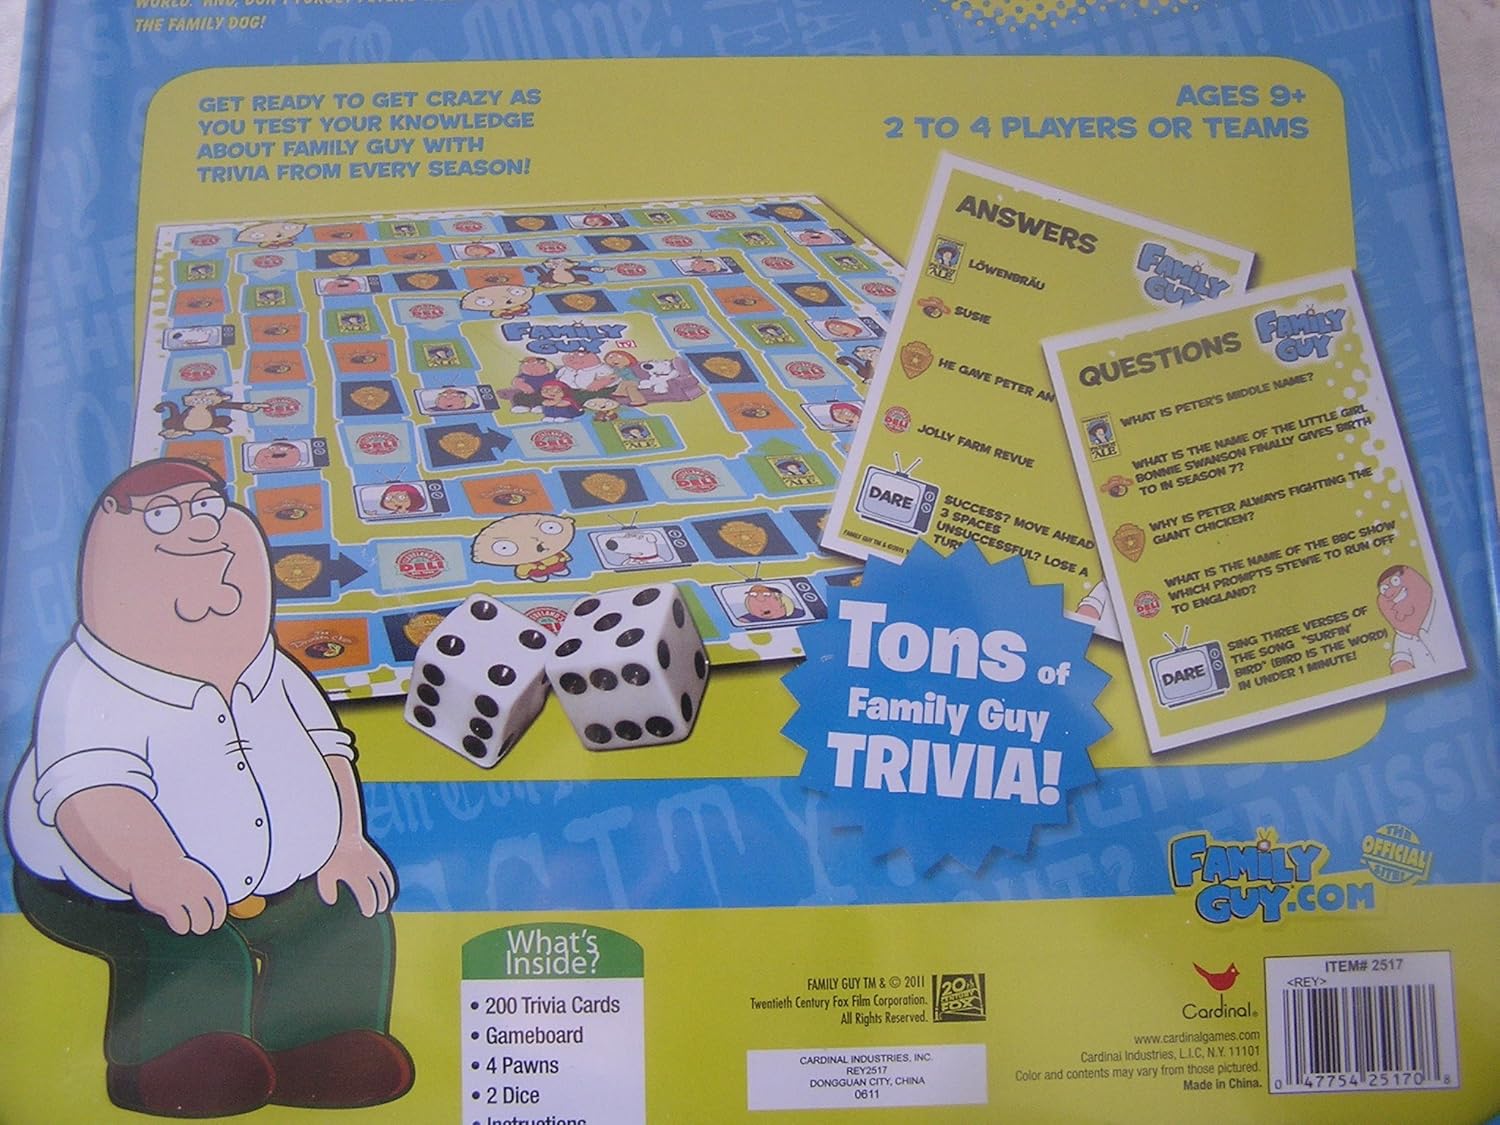 THE FAMILY DOG!
GET READY TO GET CRAZY AS
YOU TEST YOUR KNOWLEDGE
ABOUT FAMILY GUY WITH
TRIVIA FROM EVERY SEASON!
AGES 9+
2 TO 4 PLAYERS OR TEAMS
FAMILY
GUY
DELI
ANSWERS
FAMILY
GUY
ALE
LÖWENBRÄU
SUSIE
HE GAVE PETER AN
JOLLY FARM REVUE
DARE
SUCCESS? MOVE AHEAD
3 SPACES
UNSUCCESSFUL? LOSE A
TURN
QUESTIONS
FAMILY
GUY
ALE
WHAT IS PETER'S MIDDLE NAME?
WHAT IS THE NAME OF THE LITTLE GIRL
BONNIE SWANSON FINALLY GIVES BIRTH
TO IN SEASON 7?
WHY IS PETER ALWAYS FIGHTING THE
GIANT CHICKEN?
WHAT IS THE NAME OF THE BBC SHOW
WHICH PROMPTS STEWIE TO RUN OFF
TO ENGLAND?
DARE
SING THREE VERSES OF
THE SONG "SURFIN'
BIRD" (BIRD IS THE WORD)
IN UNDER 1 MINUTE!
Tons of
Family Guy
TRIVIA!
FAMILY
GUY.COM
THE
OFFICIAL
SITE!
What's
Inside?
• 200 Trivia Cards
• Gameboard
• 4 Pawns
• 2 Dice
• Instructions
FAMILY GUY TM & © 2011
Twentieth Century Fox Film Corporation.
All Rights Reserved.
20th
CENTURY
FOX
CARDINAL INDUSTRIES, INC.
REY2517
DONGGUAN CITY, CHINA
0611
Cardinal®
www.cardinalgames.com
Cardinal Industries, L.I.C, N.Y. 11101
Color and contents may vary from those pictured.
Made in China.
ITEM# 2517
<REY>
0 47754 25170 8